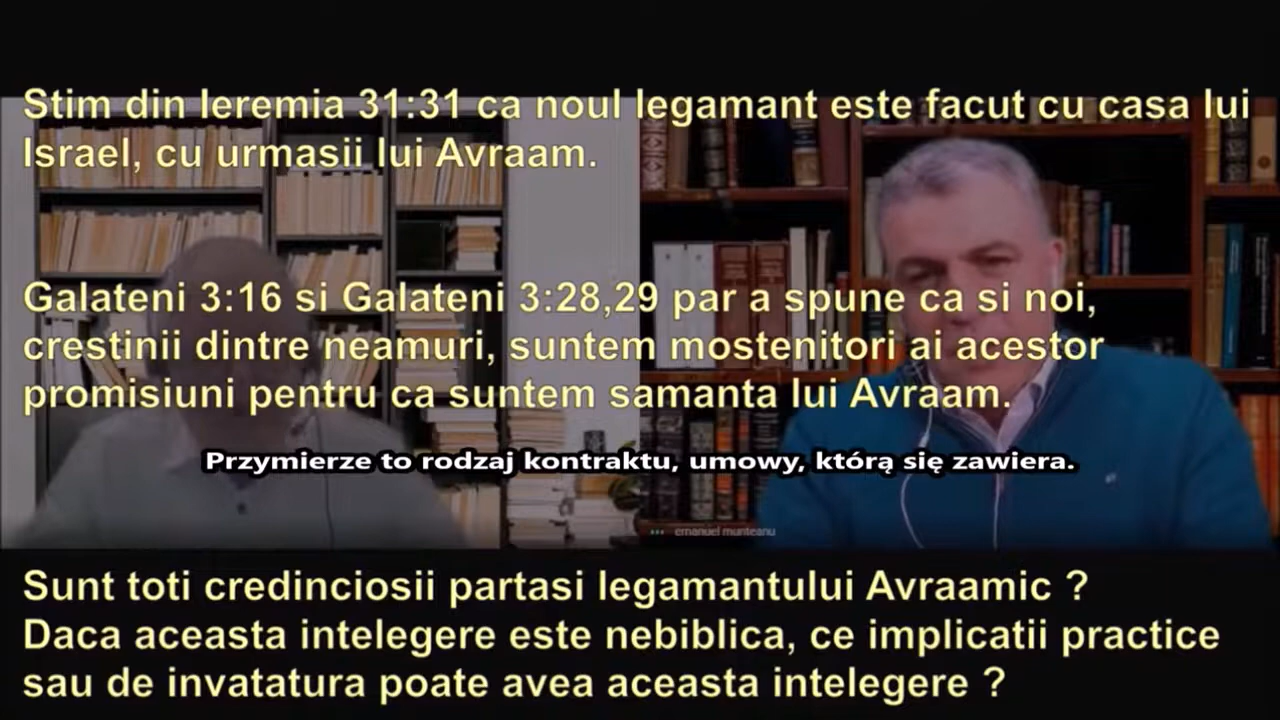 Stim din Ieremia 31:31 ca noul legamant este facut cu casa lui
Israel, cu urmasii lui Avraam.
Galateni 3:16 si Galateni 3:28,29 par a spune ca si noi,
crestinii dintre neamuri, suntem mostenitori ai acestor
promisiuni pentru ca suntem samanta lui Avraam.
Przymierze to rodzaj kontraktu, umowy, którą się zawiera.
emanuel munteanu
Sunt toti credinciosii partasi legamantului Avraamic ?
Daca aceasta intelegere este nebiblica, ce implicatii practice
sau de invatatura poate avea aceasta intelegere ?